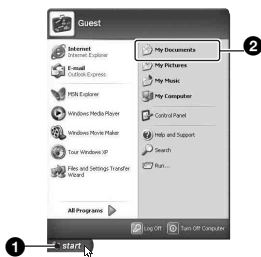 Guest
Internet
Internet Explorer
E-mail
Outlook Express
MSN Explorer
Windows Media Player
Windows Movie Maker
Tour Windows XP
Files and Settings Transfer
Wizard
All Programs
My Documents
2
My Pictures
My Music
My Computer
Control Panel
Help and Support
Search
Run...
Log Off
Turn Off Computer
1
start